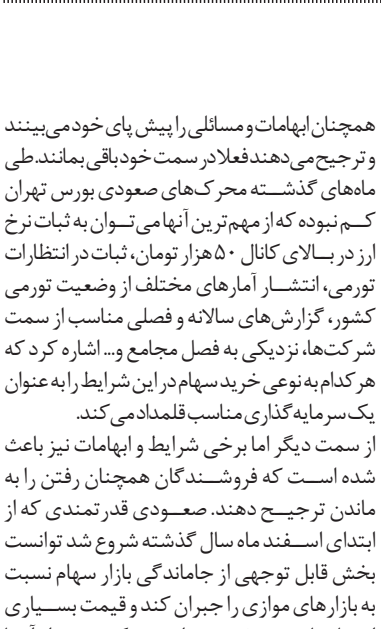 همچنان ابهامات و مسائلی را پیش پای خود می‌بینند
و ترجیح می‌دهند فعلا در سمت خود باقی بمانند. طی
ماه‌های گذشته محرک‌های صعودی بورس تهران
کم نبوده که از مهم‌ترین آنها می‌توان به ثبات نرخ
ارز در بالای کانال ۵۰ هزار تومان، ثبات در انتظارات
تورمی، انتشار آمارهای مختلف از وضعیت تورمی
کشور، گزارش‌های سالانه و فصلی مناسب از سمت
شرکت‌ها، نزدیکی به فصل مجامع و... اشاره کرد که
هر کدام به نوعی خرید سهام در این شرایط را به عنوان
یک سرمایه‌گذاری مناسب قلمداد می‌کند.
از سمت دیگر اما برخی شرایط و ابهامات نیز باعث
شده است که فروشندگان همچنان رفتن را به
ماندن ترجیح دهند. صعودی قدرتمندی که از
ابتدای اسفند ماه سال گذشته شروع شد توانست
بخش قابل توجهی از جاماندگی بازار سهام نسبت
به بازارهای موازی را جبران کند و قیمت بسیاری